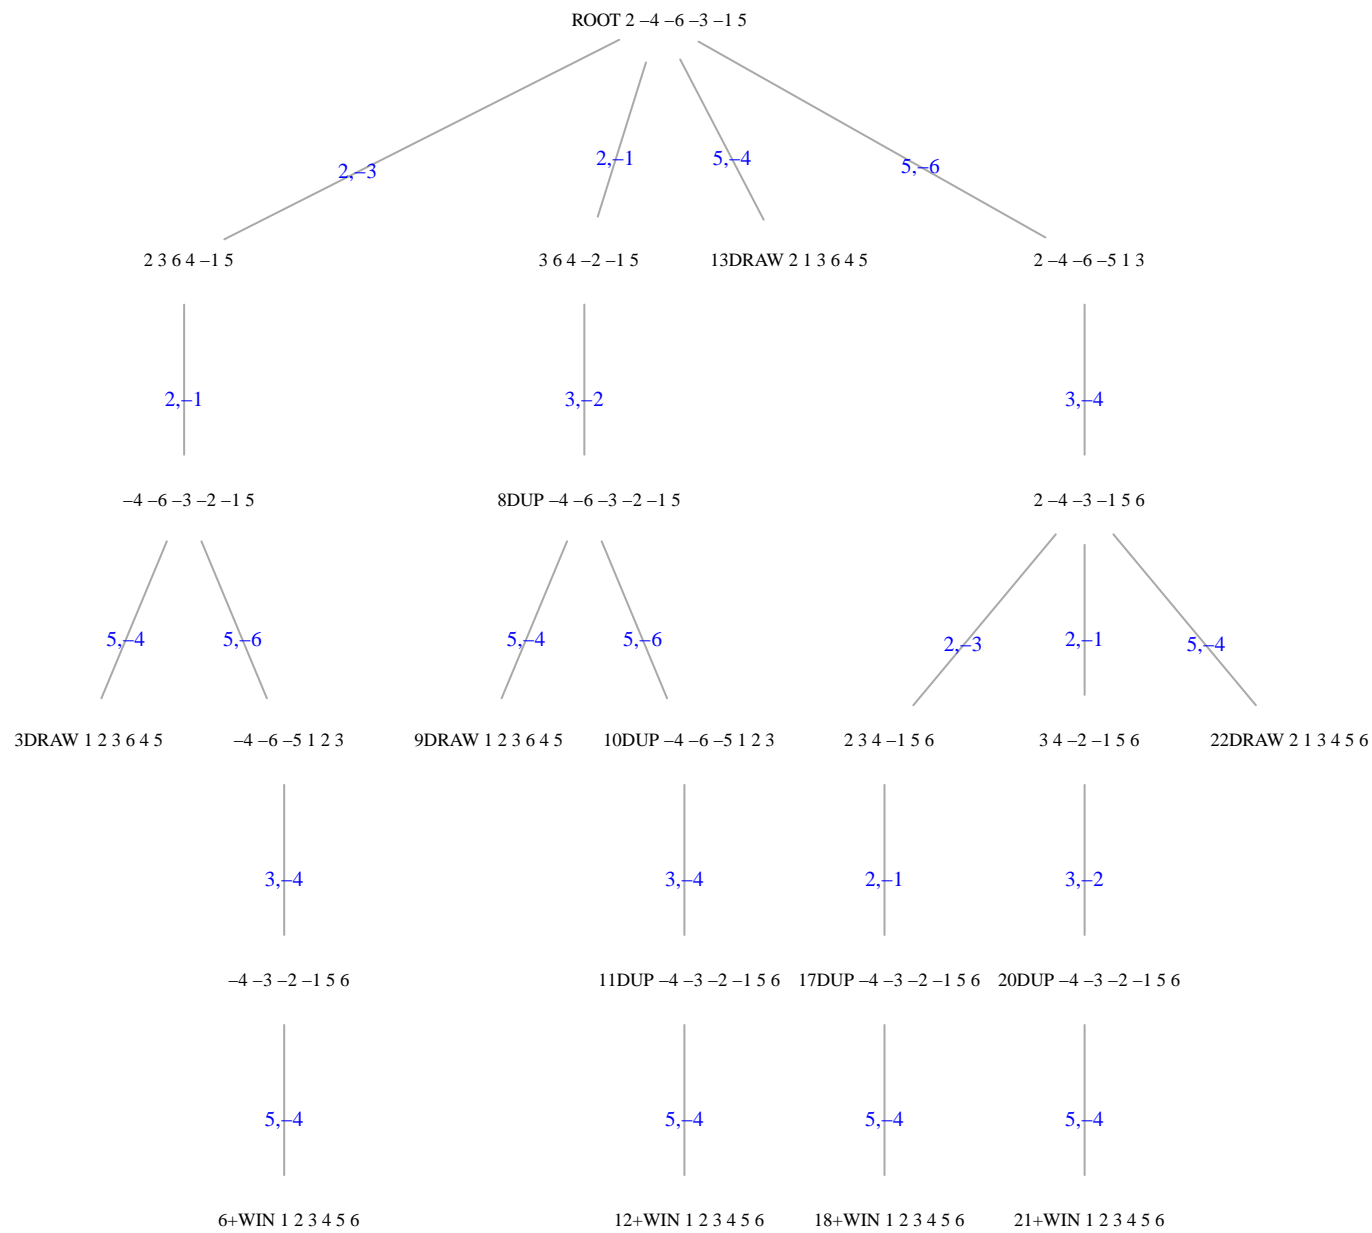 ROOT 2 –4 –6 –3 –1 5
2,–3
2,–1
5,–4
5,–6
2 3 6 4 –1 5
3 6 4 –2 –1 5
13DRAW 2 1 3 6 4 5
2 –4 –6 –5 1 3
2,–1
3,–2
3,–4
–4 –6 –3 –2 –1 5
8DUP –4 –6 –3 –2 –1 5
2 –4 –3 –1 5 6
5,–4
5,–6
5,–4
5,–6
2,–3
2,–1
5,–4
3DRAW 1 2 3 6 4 5
–4 –6 –5 1 2 3
9DRAW 1 2 3 6 4 5
10DUP –4 –6 –5 1 2 3
2 3 4 –1 5 6
3 4 –2 –1 5 6
22DRAW 2 1 3 4 5 6
3,–4
3,–4
2,–1
3,–2
–4 –3 –2 –1 5 6
11DUP –4 –3 –2 –1 5 6
17DUP –4 –3 –2 –1 5 6
20DUP –4 –3 –2 –1 5 6
5,–4
5,–4
5,–4
5,–4
6+WIN 1 2 3 4 5 6
12+WIN 1 2 3 4 5 6
18+WIN 1 2 3 4 5 6
21+WIN 1 2 3 4 5 6